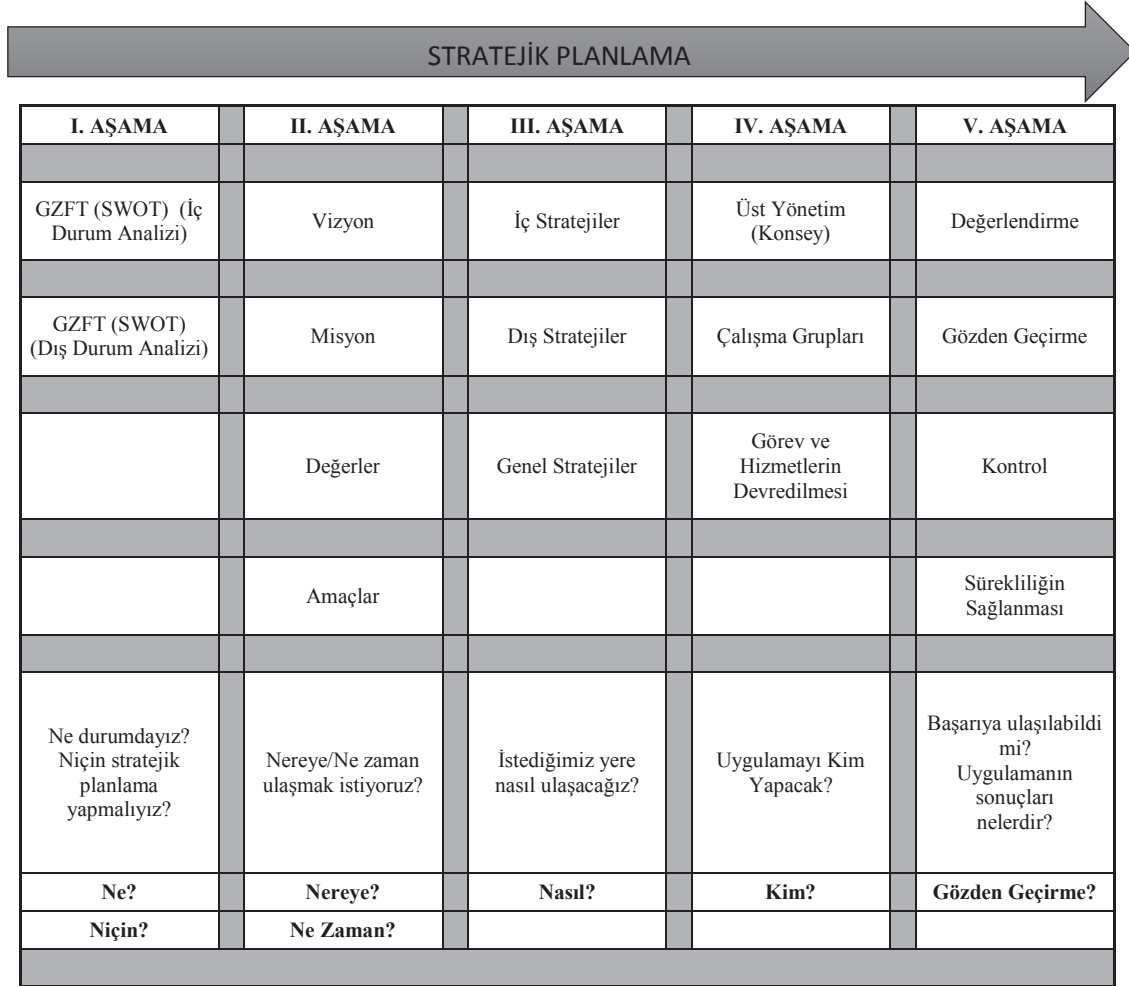 STRATEJİK PLANLAMA
I. AŞAMA
II. AŞAMA
III. AŞAMA
IV. AŞAMA
V. AŞAMA
GZFT (SWOT) (İç
Durum Analizi)
Vizyon
İç Stratejiler
Üst Yönetim
(Konsey)
Değerlendirme
GZFT (SWOT)
(Dış Durum Analizi)
Misyon
Dış Stratejiler
Çalışma Grupları
Gözden Geçirme
Değerler
Genel Stratejiler
Görev ve
Hizmetlerin
Devredilmesi
Kontrol
Amaçlar
Sürekliliğin
Sağlanması
Ne durumdayız?
Niçin stratejik
planlama
yapmalıyız?
Nereye/Ne zaman
ulaşmak istiyoruz?
İstediğimiz yere
nasıl ulaşacağız?
Uygulamayı Kim
Yapacak?
Başarıya ulaşılabildi
mi?
Uygulamanın
sonuçları
nelerdir?
Ne?
Nereye?
Nasıl?
Kim?
Gözden Geçirme?
Niçin?
Ne Zaman?